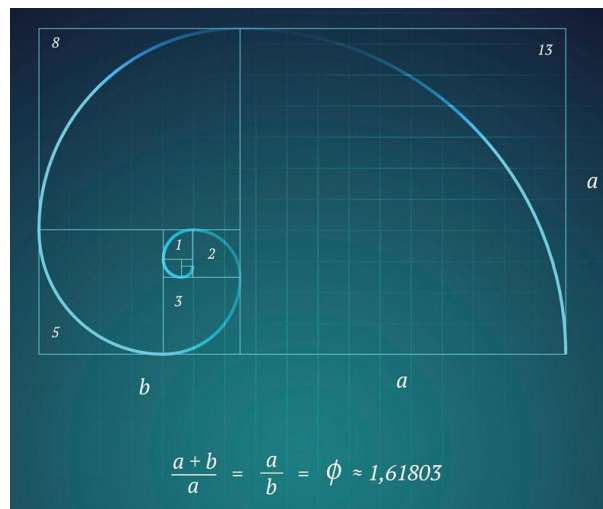 8
13
a
1
2
3
5
b
a
a + b / a = a / b = ϕ ≈ 1,61803